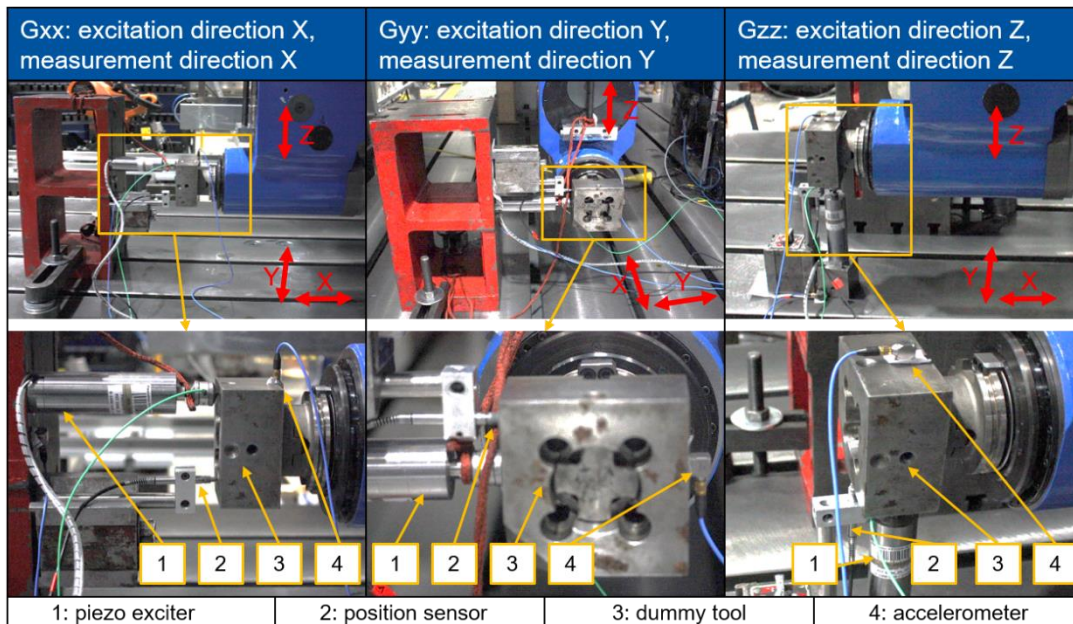 Gxx: excitation direction X,
measurement direction X
Gyy: excitation direction Y,
measurement direction Y
Gzz: excitation direction Z,
measurement direction Z
Z
Y
X
Z
X
Y
Z
Y
X
1
2
3
4
1
2
3
4
1
2
3
4
1: piezo exciter
2: position sensor
3: dummy tool
4: accelerometer